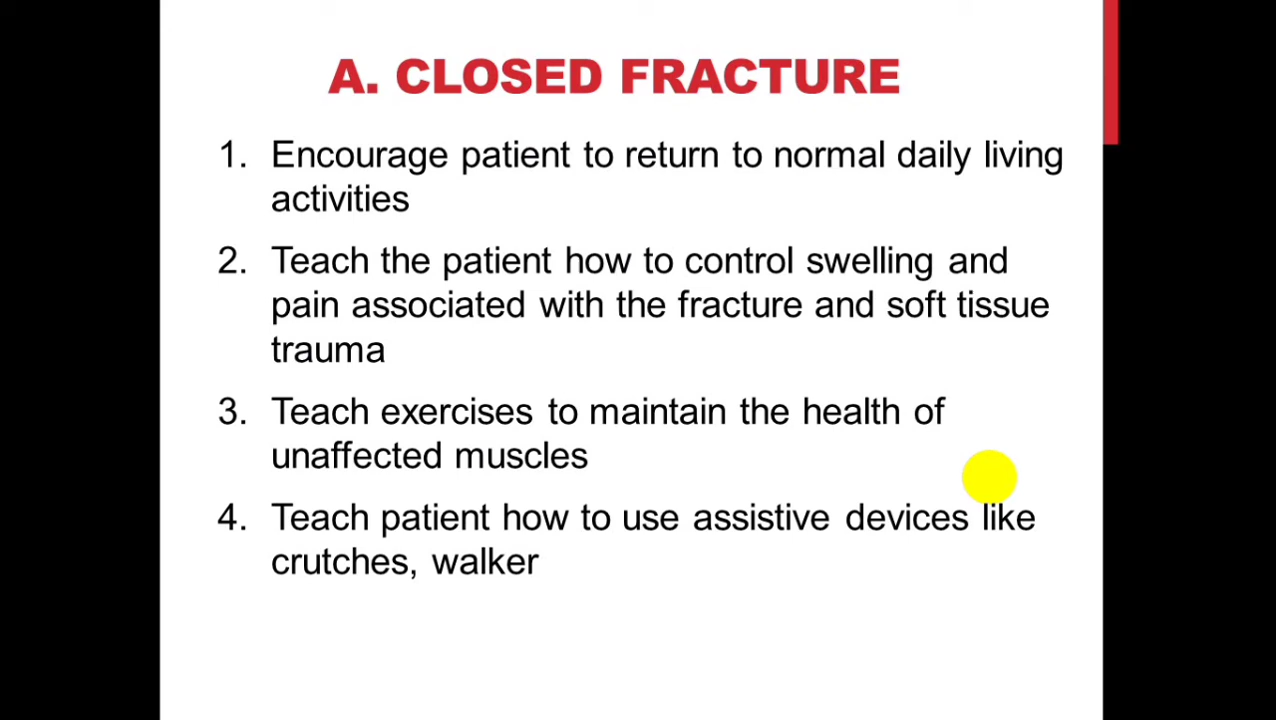 A. CLOSED FRACTURE
1. Encourage patient to return to normal daily living
activities
2. Teach the patient how to control swelling and
pain associated with the fracture and soft tissue
trauma
3. Teach exercises to maintain the health of
unaffected muscles
4. Teach patient how to use assistive devices like
crutches, walker